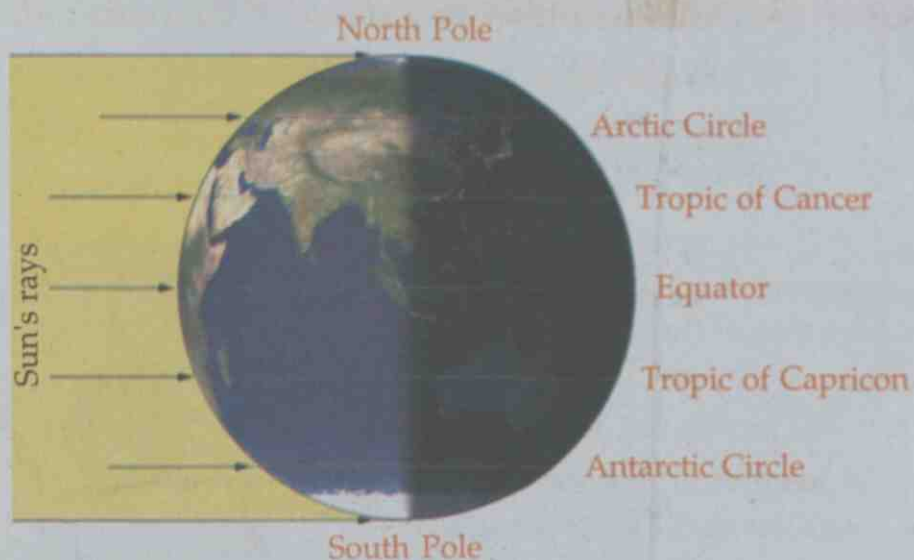 North Pole
Arctic Circle
Tropic of Cancer
Sun's rays
Equator
Tropic of Capricon
Antarctic Circle
South Pole